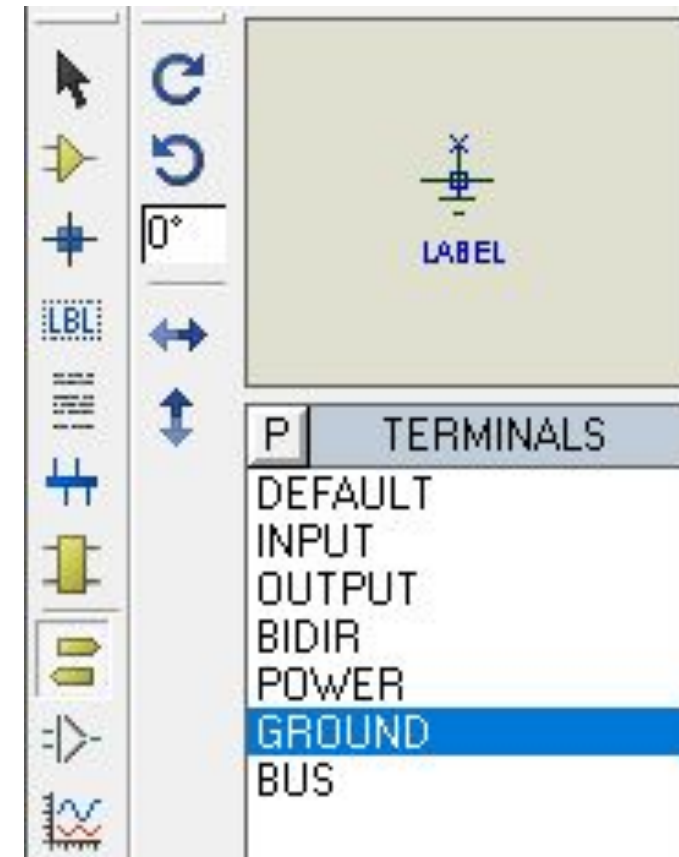 LBL
0°
LABEL
P TERMINALS
DEFAULT
INPUT
OUTPUT
BIDIR
POWER
GROUND
BUS